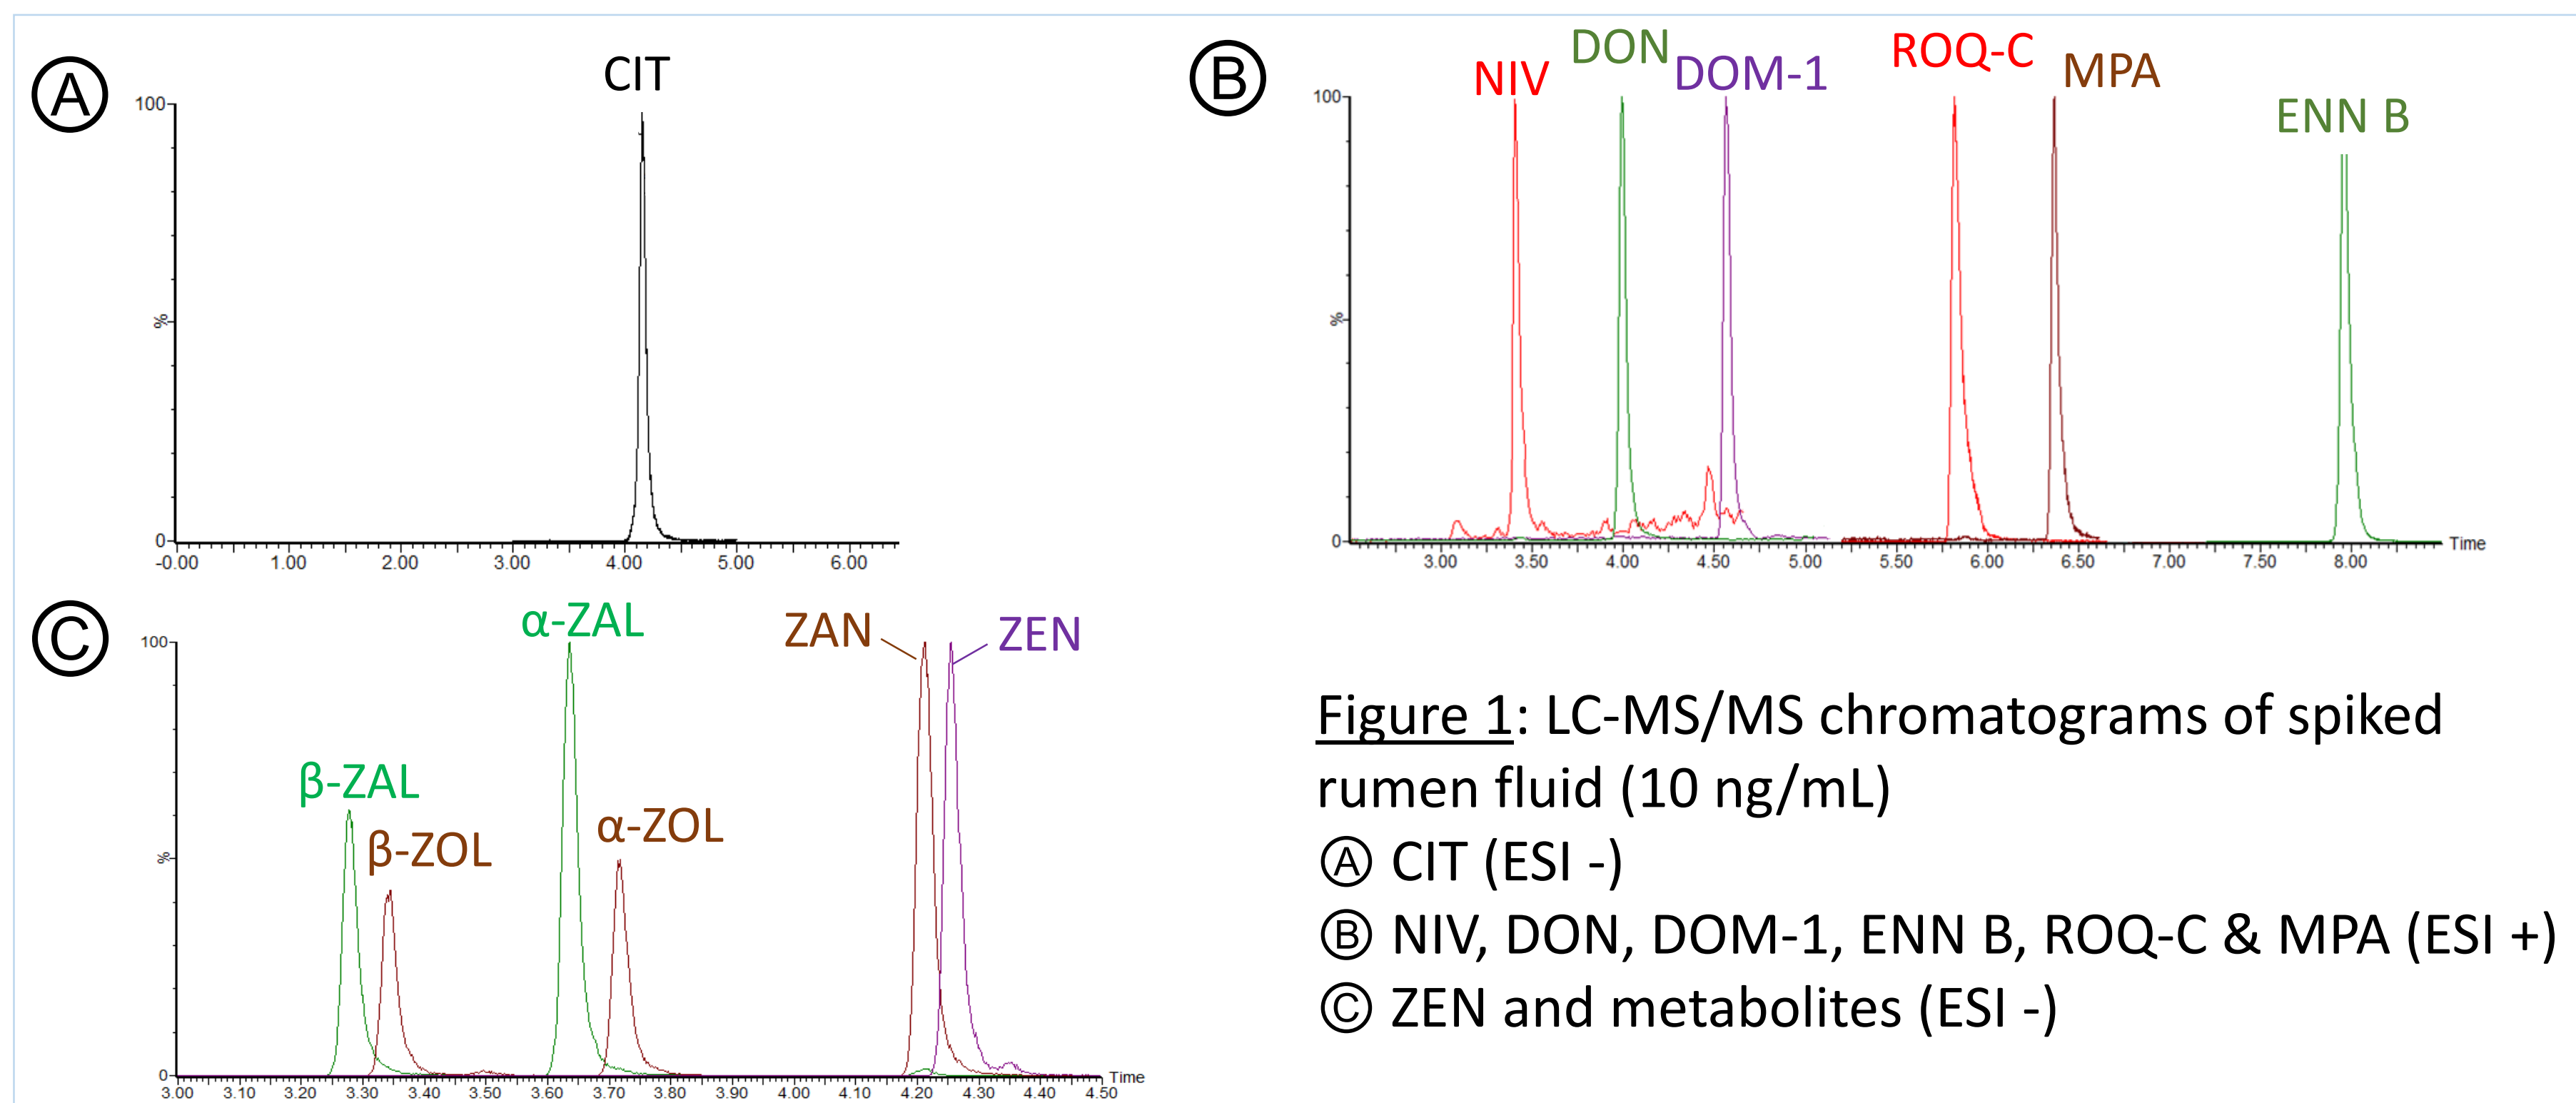 Ⓐ
CIT
100
%
0
-0.00 1.00 2.00 3.00 4.00 5.00 6.00
Ⓑ
NIV DON DOM-1 ROQ-C MPA ENN B
100
%
0
3.00 3.50 4.00 4.50 5.00 5.50 6.00 6.50 7.00 7.50 8.00 Time
Ⓒ
β-ZAL β-ZOL α-ZAL α-ZOL ZAN ZEN
100
%
0
3.00 3.10 3.20 3.30 3.40 3.50 3.60 3.70 3.80 3.90 4.00 4.10 4.20 4.30 4.40 4.50 Time
Figure 1: LC-MS/MS chromatograms of spiked
rumen fluid (10 ng/mL)
Ⓐ CIT (ESI -)
Ⓑ NIV, DON, DOM-1, ENN B, ROQ-C & MPA (ESI +)
Ⓒ ZEN and metabolites (ESI -)